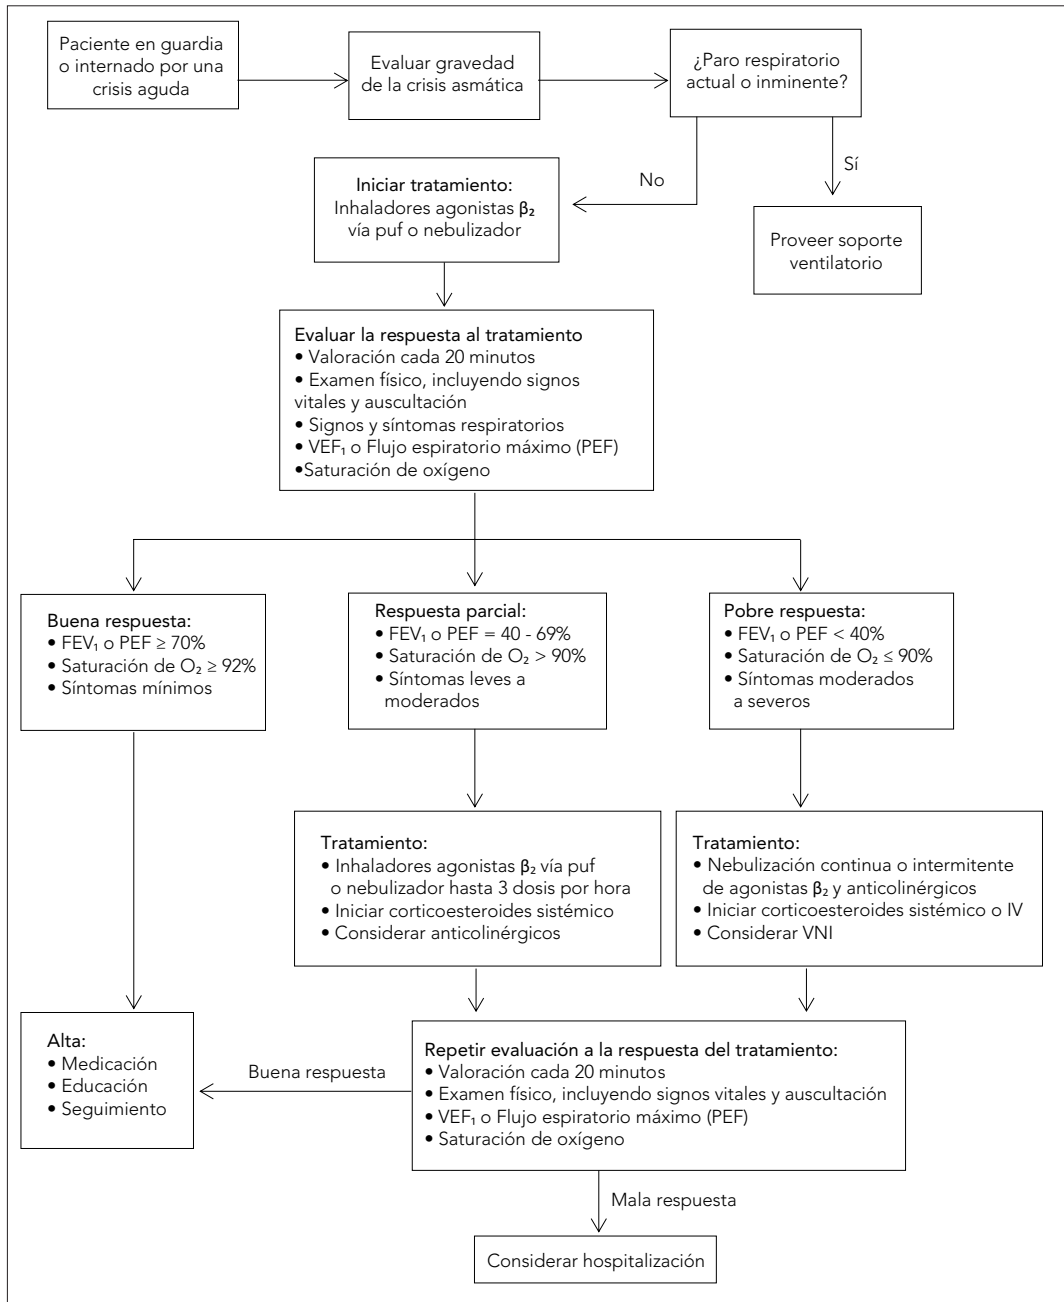 Paciente en guardia
o internado por una
crisis aguda
Evaluar gravedad
de la crisis asmática
¿Paro respiratorio
actual o inminente?
No
Sí
Iniciar tratamiento:
Inhaladores agonistas β₂
vía puf o nebulizador
Proveer soporte
ventilatorio
Evaluar la respuesta al tratamiento
• Valoración cada 20 minutos
• Examen físico, incluyendo signos
vitales y auscultación
• Signos y síntomas respiratorios
• VEF₁ o Flujo espiratorio máximo (PEF)
•Saturación de oxígeno
Buena respuesta:
• FEV₁ o PEF ≥ 70%
• Saturación de O₂ ≥ 92%
• Síntomas mínimos
Respuesta parcial:
• FEV₁ o PEF = 40 - 69%
• Saturación de O₂ > 90%
• Síntomas leves a
moderados
Pobre respuesta:
• FEV₁ o PEF < 40%
• Saturación de O₂ ≤ 90%
• Síntomas moderados
a severos
Tratamiento:
• Inhaladores agonistas β₂ vía puf
o nebulizador hasta 3 dosis por hora
• Iniciar corticoesteroides sistémico
• Considerar anticolinérgicos
Tratamiento:
• Nebulización continua o intermitente
de agonistas β₂ y anticolinérgicos
• Iniciar corticoesteroides sistémico o IV
• Considerar VNI
Alta:
• Medicación
• Educación
• Seguimiento
Buena respuesta
Repetir evaluación a la respuesta del tratamiento:
• Valoración cada 20 minutos
• Examen físico, incluyendo signos vitales y auscultación
• VEF₁ o Flujo espiratorio máximo (PEF)
• Saturación de oxígeno
Mala respuesta
Considerar hospitalización